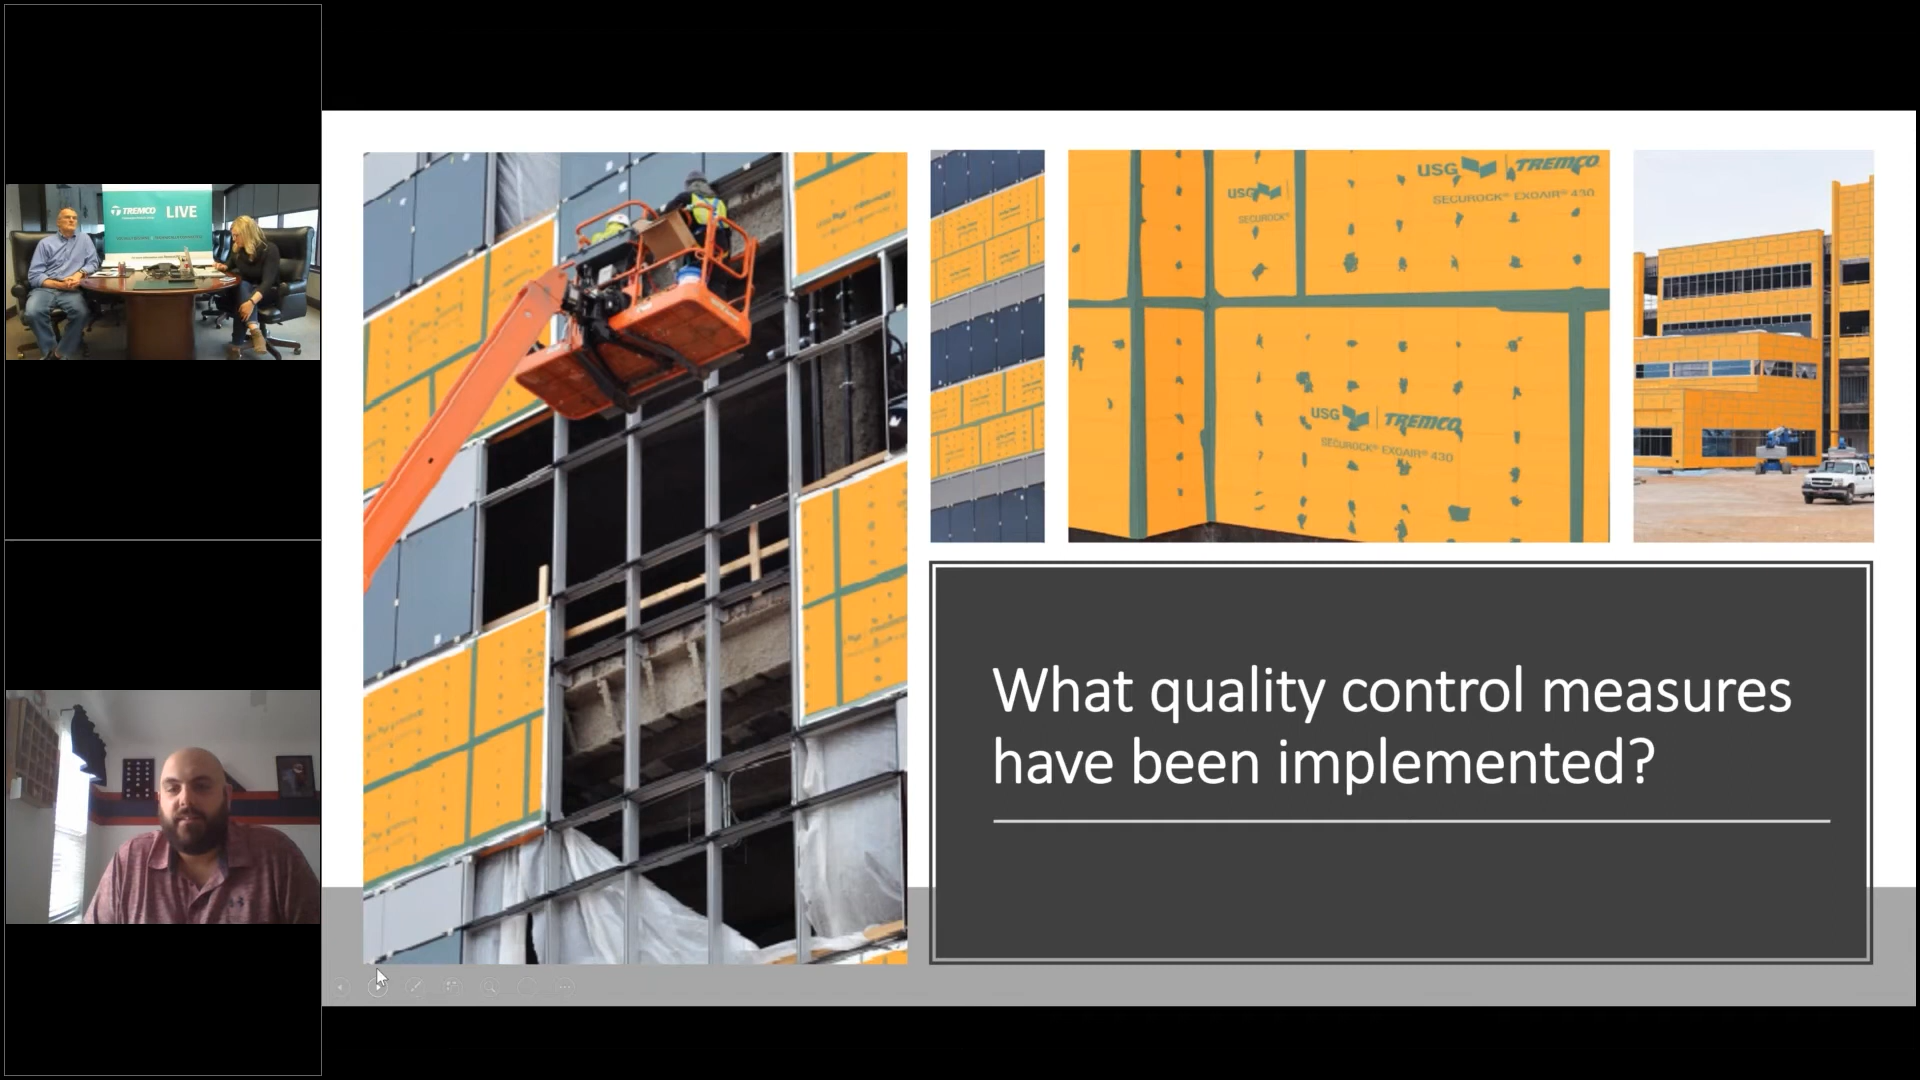 TREMCO LIVE
USG TREMCO
SECUROCK® EXOAIR® 430
USG
SECUROCK®
USG TREMCO
SECUROCK® EXOAIR® 430
What quality control measures
have been implemented?